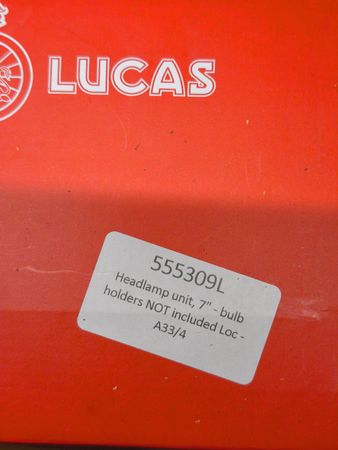 LUCAS
555309L
Headlamp unit, 7" - bulb
holders NOT included Loc -
A33/4